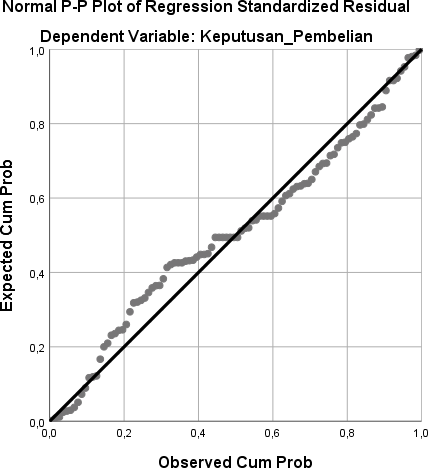 Normal P-P Plot of Regression Standardized Residual
Dependent Variable: Keputusan_Pembelian
Expected Cum Prob
1,0
0,8
0,6
0,4
0,2
0,0
0,0 0,2 0,4 0,6 0,8 1,0
Observed Cum Prob